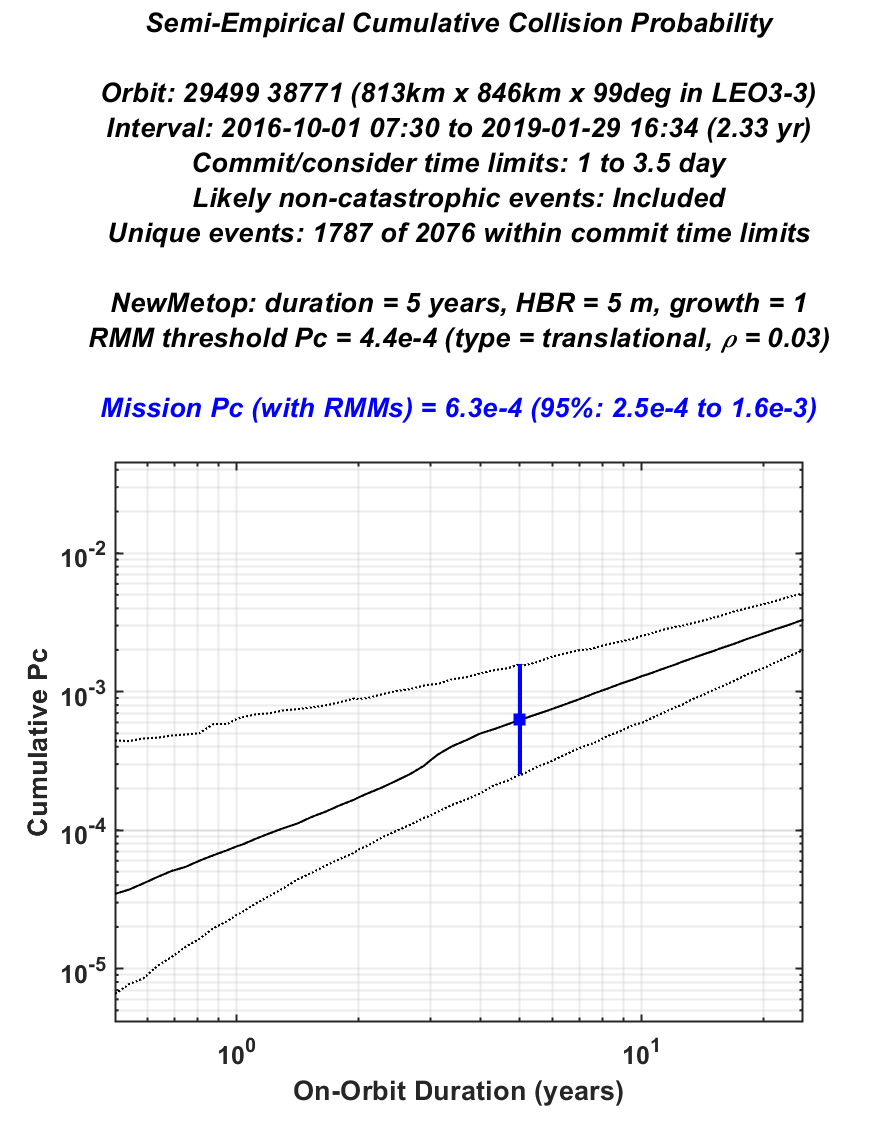 Semi-Empirical Cumulative Collision Probability
Orbit: 29499 38771 (813km x 846km x 99deg in LEO3-3)
Interval: 2016-10-01 07:30 to 2019-01-29 16:34 (2.33 yr)
Commit/consider time limits: 1 to 3.5 day
Likely non-catastrophic events: Included
Unique events: 1787 of 2076 within commit time limits
NewMetop: duration = 5 years, HBR = 5 m, growth = 1
RMM threshold Pc = 4.4e-4 (type = translational, ρ = 0.03)
Mission Pc (with RMMs) = 6.3e-4 (95%: 2.5e-4 to 1.6e-3)
10^-2
10^-3
10^-4
10^-5
Cumulative Pc
10^0 10^1
On-Orbit Duration (years)